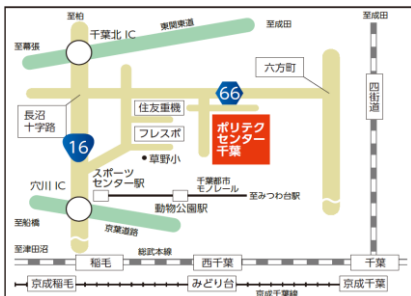 至柏
東関東道
至成田
至成田
千葉北 IC
至幕張
66
六方町
四街道
長沼
十字路
住友重機
フレスポ
ポリテク
センター
千葉
16
草野小
スポーツ
センター駅
千葉都市
モノレール
至みつわ台駅
穴川 IC
動物公園駅
至船橋
京葉道路
至津田沼
総武本線
稲毛
西千葉
千葉
京成稲毛
みどり台
京成千葉
京成千葉線